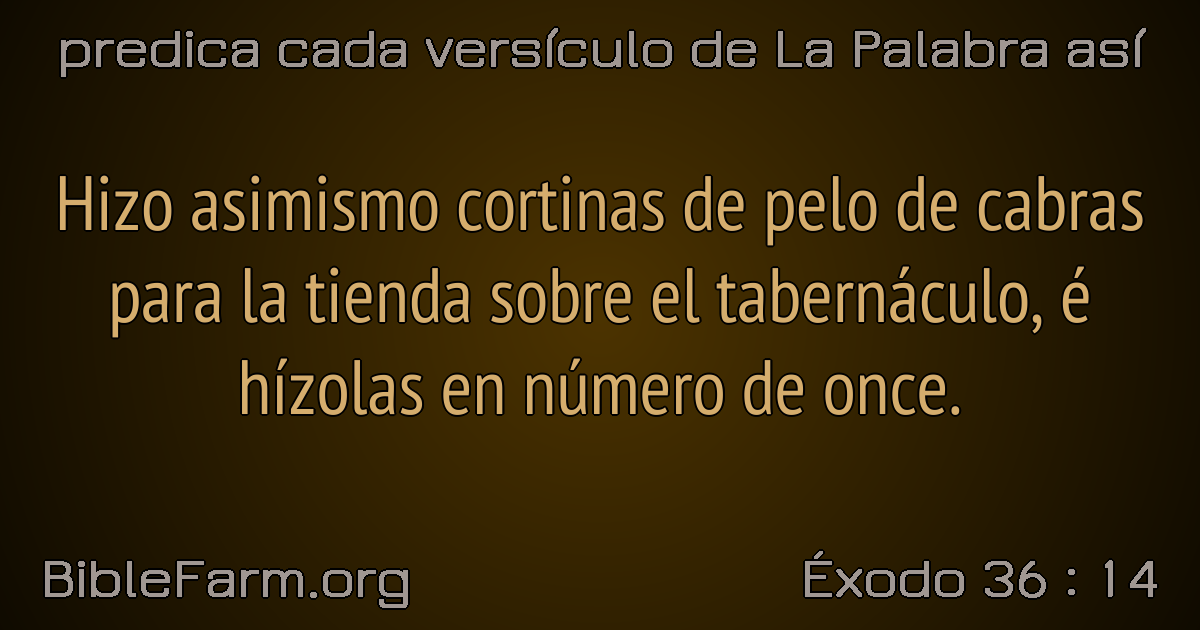 predica cada versículo de La Palabra así
Hizo asimismo cortinas de pelo de cabras
para la tienda sobre el tabernáculo, é
hízolas en número de once.
BibleFarm.org
Éxodo 36 : 14